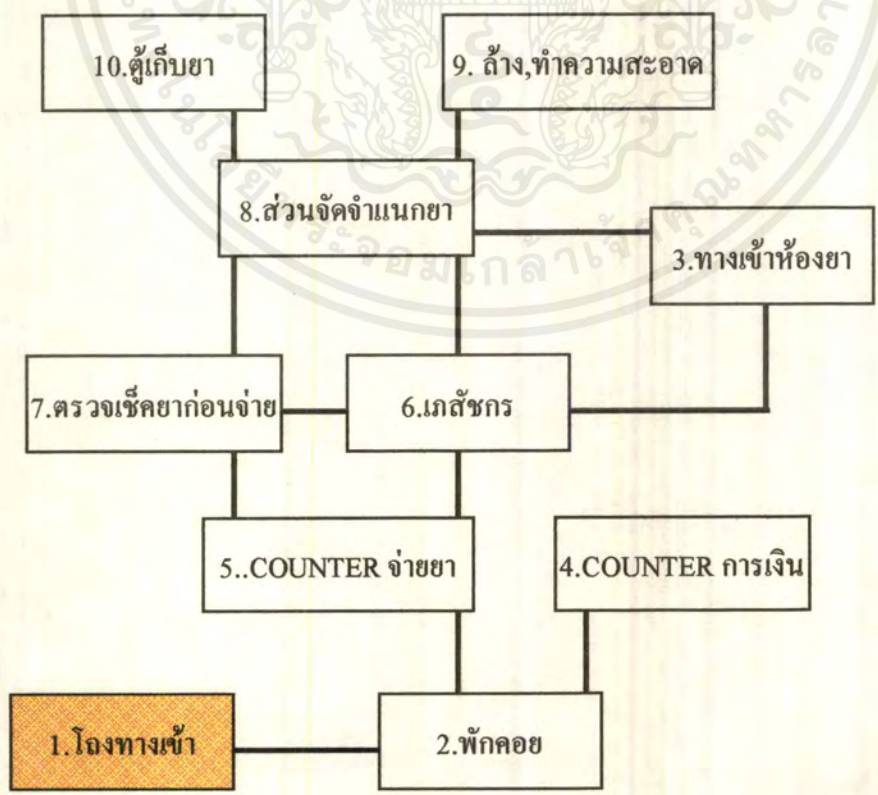 10.ตู้เก็บยา
9. ล้าง,ทำความสะอาด
8.ส่วนจัดจำแนกยา
3.ทางเข้าห้องยา
7.ตรวจเช็คยาก่อนจ่าย
6.เภสัชกร
5..COUNTER จ่ายยา
4.COUNTER การเงิน
1.โถงทางเข้า
2.พักคอย